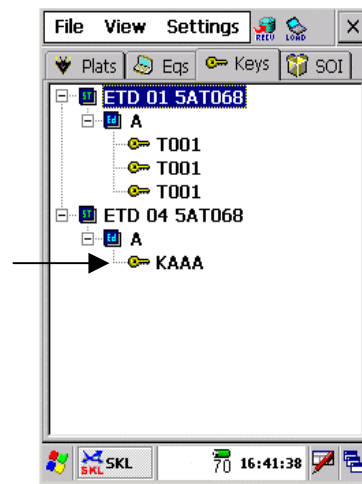 File View Settings RECV LOAD X
Plats Eqs Keys SOI
ST ETD 01 5AT068
Ed A
T001
T001
T001
ST ETD 04 5AT068
Ed A
KAAA
SKL SKL 70 16:41:38